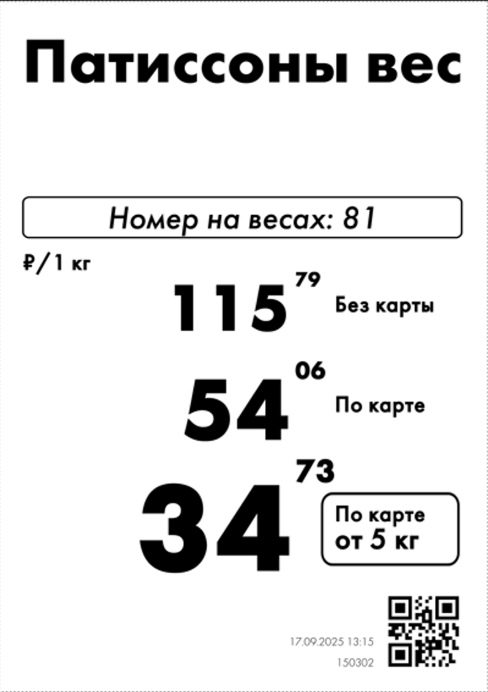 Патиссоны вес
Номер на весах: 81
₽/1 кг
115 79 Без карты
54 06 По карте
34 73 По карте
от 5 кг
17.09.2025 13:15
150302